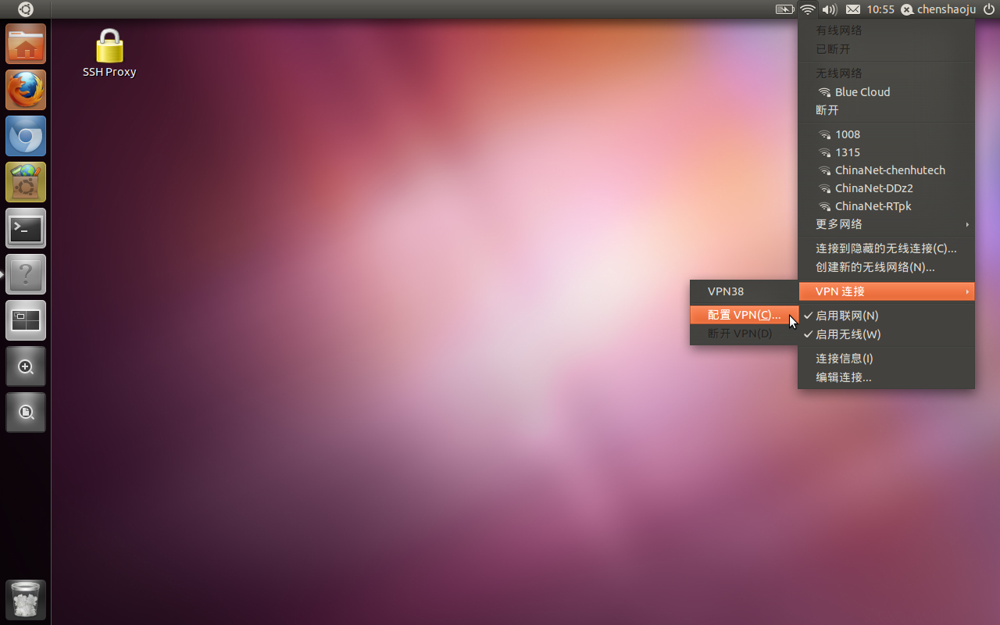 10:55 chenshaoju
SSH Proxy
有线网络
已断开
无线网络
Blue Cloud
断开
1008
1315
ChinaNet-chenhutech
ChinaNet-DDz2
ChinaNet-RTpk
更多网络
连接到隐藏的无线连接(C)...
创建新的无线网络(N)...
VPN 连接
VPN38
配置 VPN(C)...
断开 VPN(D)
启用联网(N)
启用无线(W)
连接信息(I)
编辑连接...